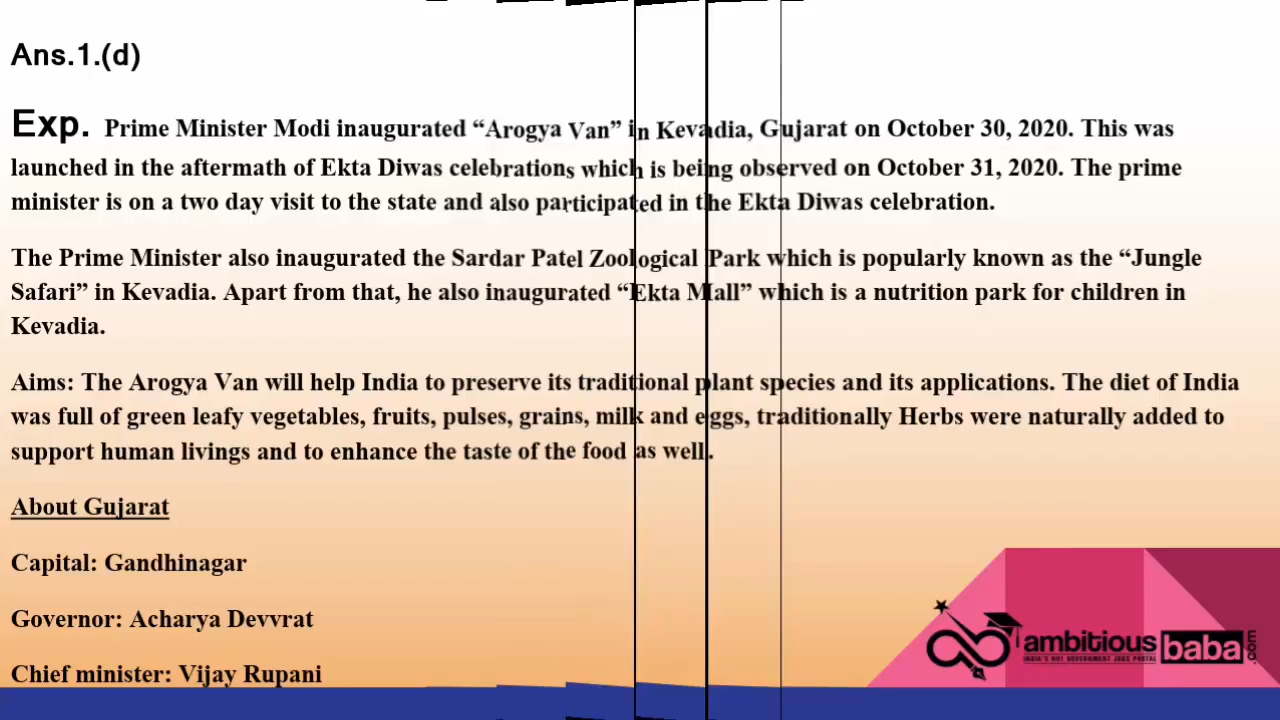 Ans.1.(d)
Exp. Prime Minister Modi inaugurated “Arogya Van” in Kevadia, Gujarat on October 30, 2020. This was
launched in the aftermath of Ekta Diwas celebrations which is being observed on October 31, 2020. The prime
minister is on a two day visit to the state and also participated in the Ekta Diwas celebration.
The Prime Minister also inaugurated the Sardar Patel Zoological Park which is popularly known as the “Jungle
Safari” in Kevadia. Apart from that, he also inaugurated “Ekta Mall” which is a nutrition park for children in
Kevadia.
Aims: The Arogya Van will help India to preserve its traditional plant species and its applications. The diet of India
was full of green leafy vegetables, fruits, pulses, grains, milk and eggs, traditionally Herbs were naturally added to
support human livings and to enhance the taste of the food as well.
About Gujarat
Capital: Gandhinagar
Governor: Acharya Devvrat
Chief minister: Vijay Rupani
ambitiousbaba.com
INDIA'S NO1 GOVERNMENT JOBS PORTAL